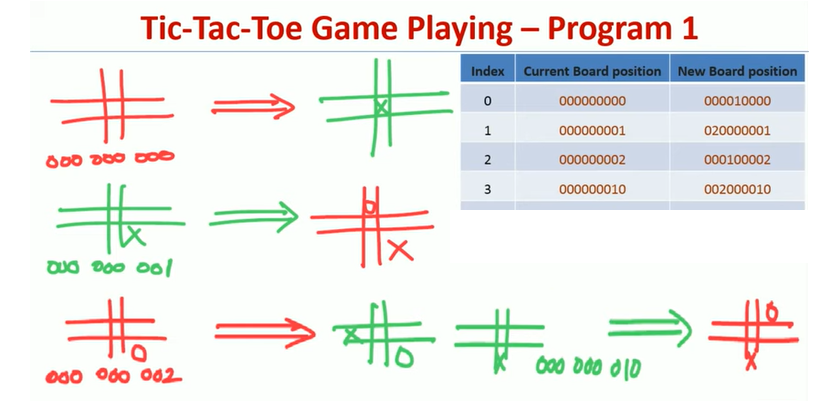 Tic-Tac-Toe Game Playing – Program 1
Index Current Board position New Board position
0 000000000 000010000
1 000000001 020000001
2 000000002 000100002
3 000000010 002000010
X
000 000 000
X
O
X
000 000 001
O
X
O
X
O
X
000 000 002
000 000 010